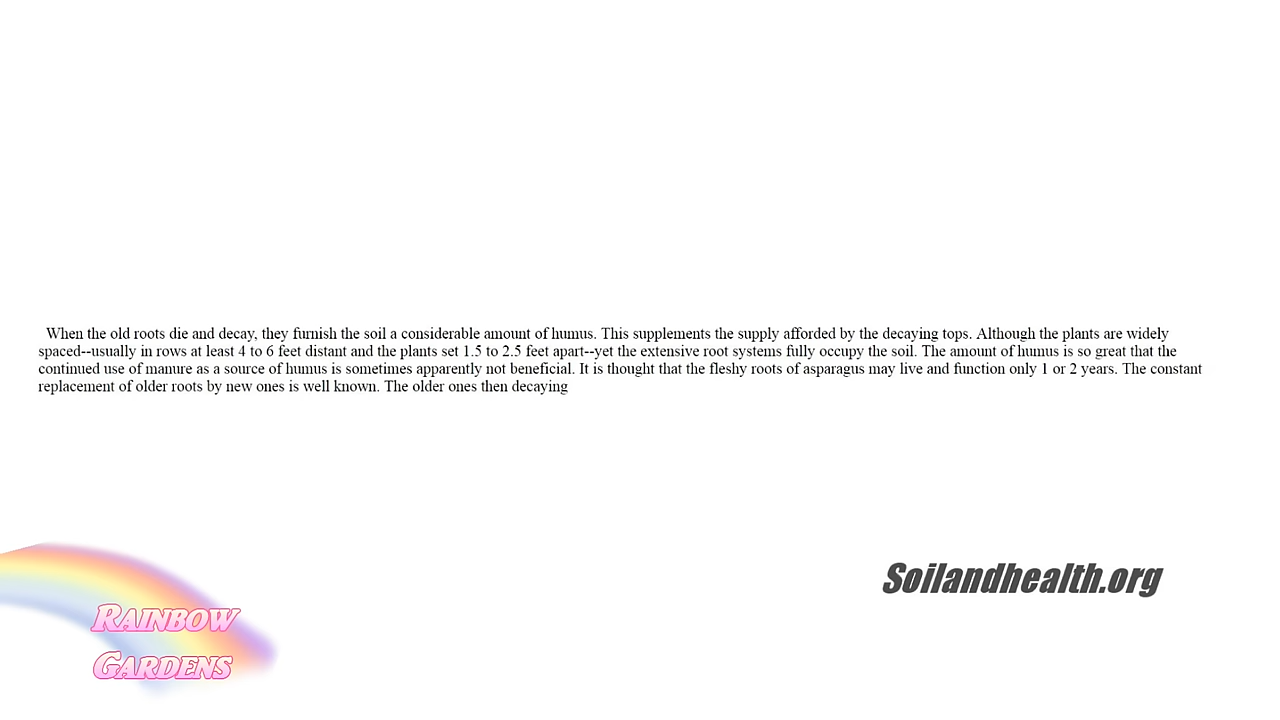 When the old roots die and decay, they furnish the soil a considerable amount of humus. This supplements the supply afforded by the decaying tops. Although the plants are widely
spaced--usually in rows at least 4 to 6 feet distant and the plants set 1.5 to 2.5 feet apart--yet the extensive root systems fully occupy the soil. The amount of humus is so great that the
continued use of manure as a source of humus is sometimes apparently not beneficial. It is thought that the fleshy roots of asparagus may live and function only 1 or 2 years. The constant
replacement of older roots by new ones is well known. The older ones then decaying
Soilandhealth.org
RAINBOW
GARDENS